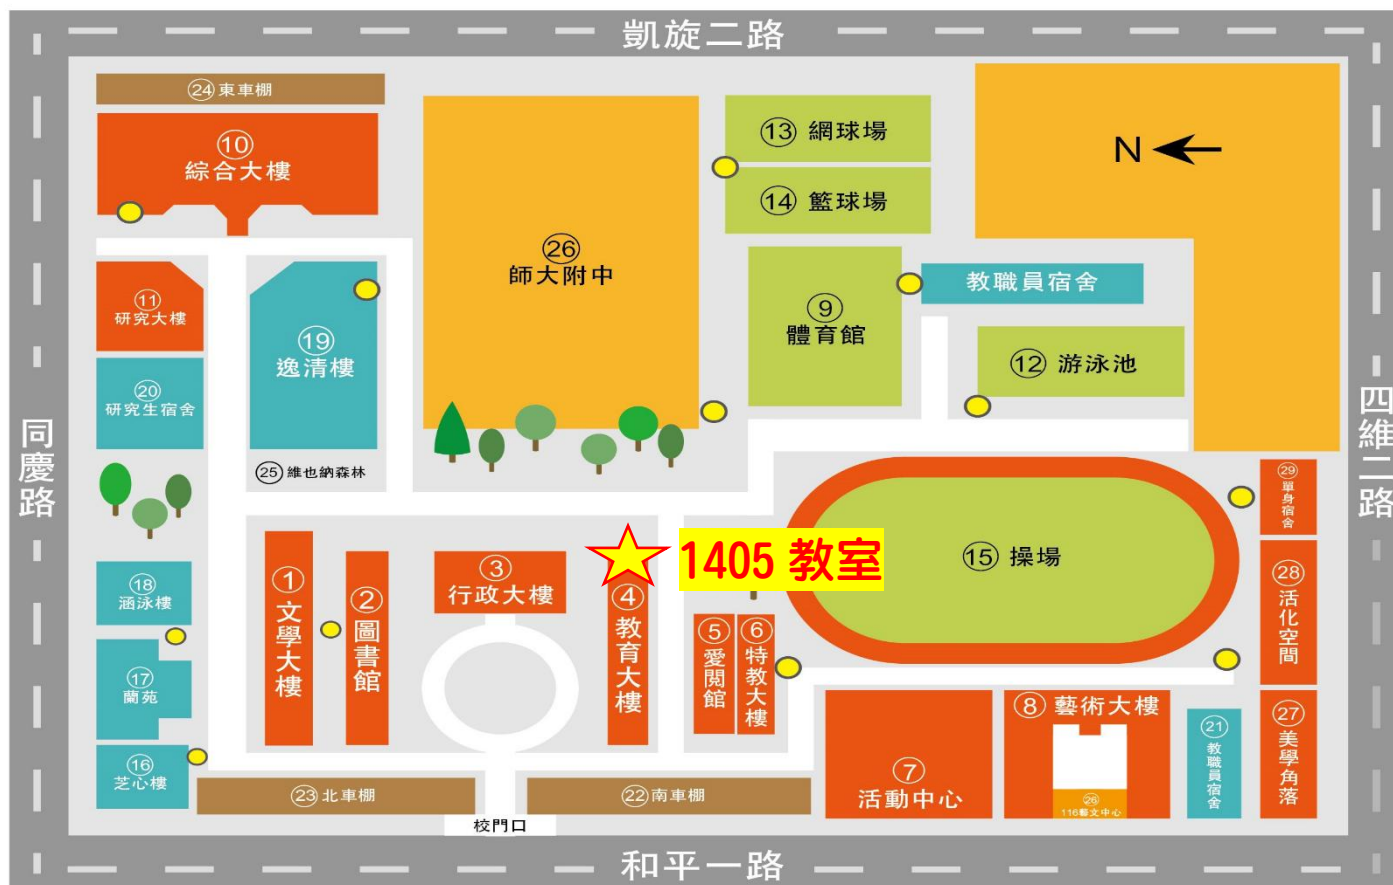 凱旋二路
㉔東車棚
⑩
綜合大樓
⑬ 網球場
⑭ 籃球場
N
㉖
師大附中
教職員宿舍
⑪
研究大樓
⑲
逸清樓
⑨
體育館
⑫ 游泳池
⑳
研究生宿舍
同慶路
四維二路
㉕維也納森林
㉙
單身宿舍
①
文學大樓
②
圖書館
③
行政大樓
1405 教室
④
教育大樓
⑤
愛閱館
⑥
特教大樓
⑮ 操場
㉘
活化空間
⑱
涵泳樓
⑰
蘭苑
⑯
芝心樓
⑦
活動中心
⑧ 藝術大樓
㉖
116藝文中心
㉑
教職員宿舍
㉗
美學角落
㉓北車棚
㉒南車棚
校門口
和平一路